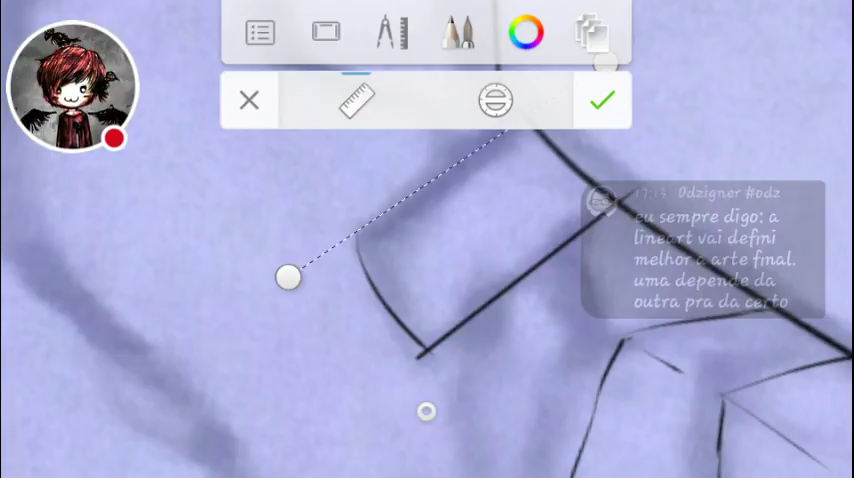 17:13 Odzigner #odz
eu sempre digo: a
lineart vai defini
melhor a arte final.
uma depende da
outra pra da certo